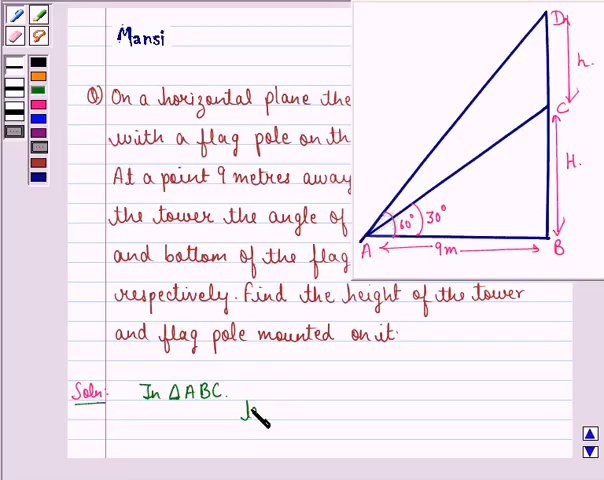 Mansi
Q) On a horizontal plane the
with a flag pole on th
At a point 9 metres away
the tower the angle of
and bottom of the flag
respectively. Find the height of the tower
and flag pole mounted on it.
Soln: In △ABC.
D
h.
C
H.
60° 30°
A 9m B